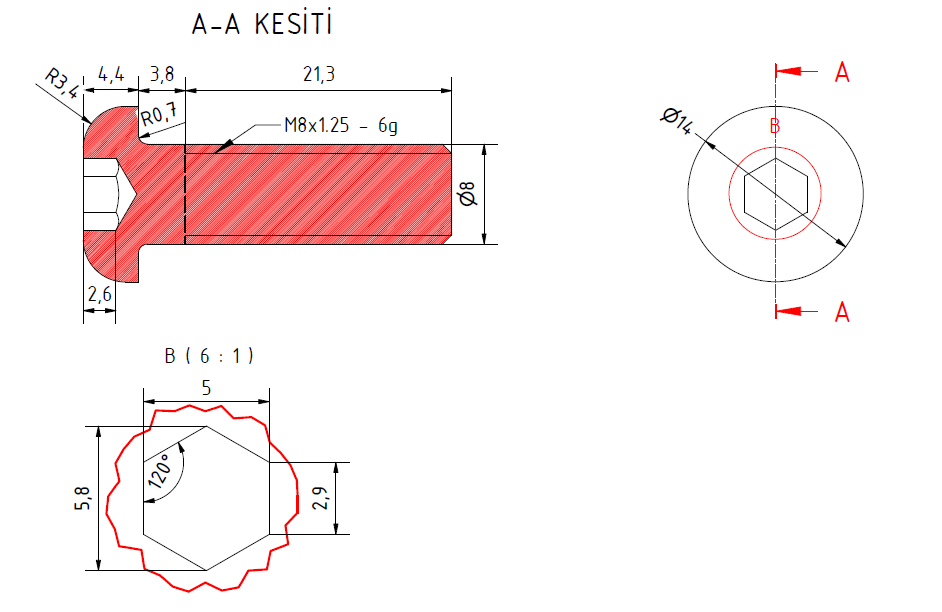 A-A KESİTİ
R3,4
4,4
3,8
21,3
R0,7
M8x1.25 - 6g
Ø8
2,6
A
Ø14
B
A
B ( 6 : 1 )
5
5,8
120°
2,9